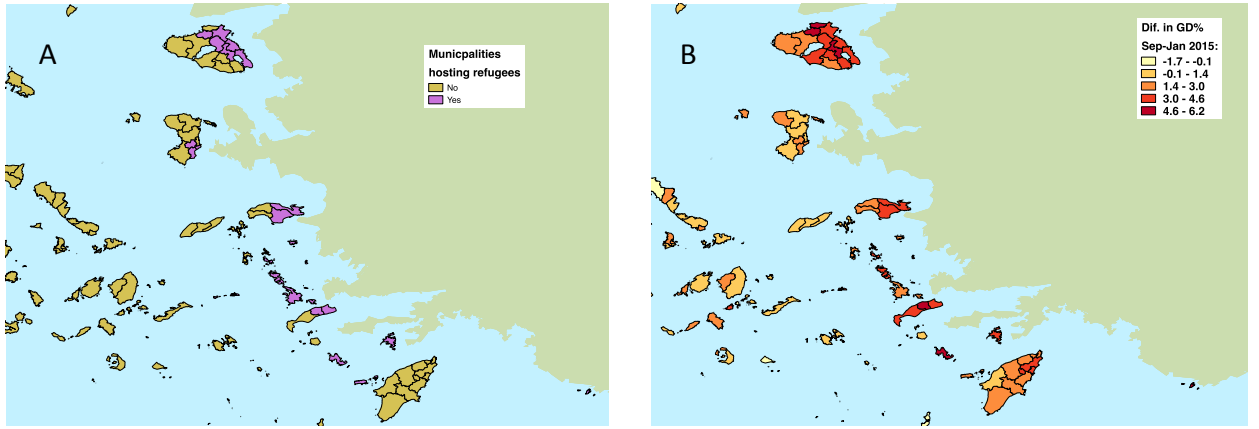 A
Municpalities
hosting refugees
No
Yes
B
Dif. in GD%
Sep-Jan 2015:
-1.7 - -0.1
-0.1 - 1.4
1.4 - 3.0
3.0 - 4.6
4.6 - 6.2